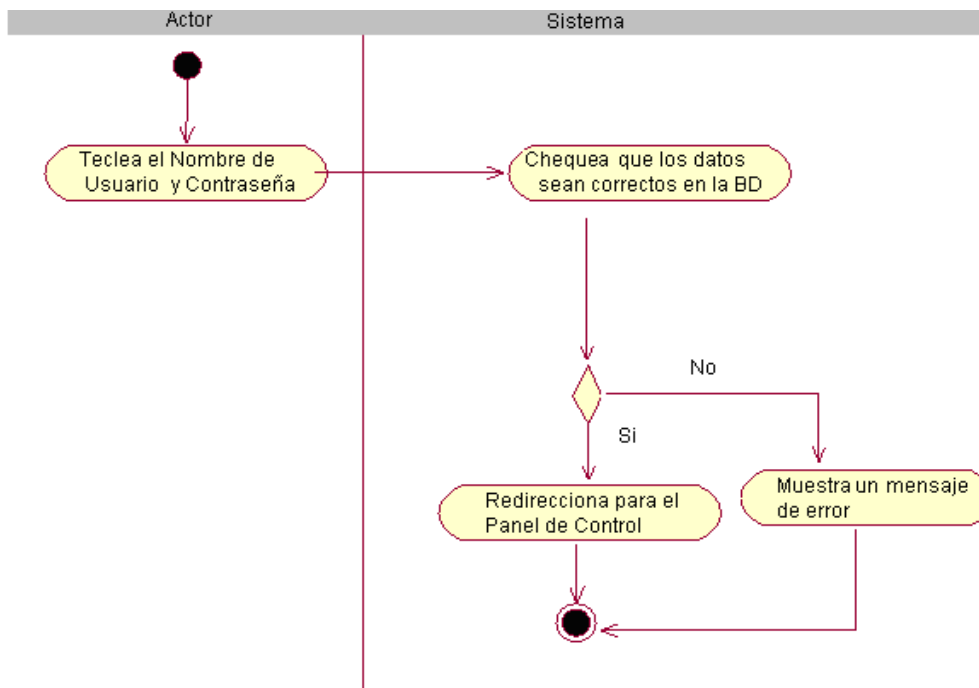 Actor
Sistema
Teclea el Nombre de
Usuario y Contraseña
Chequea que los datos
sean correctos en la BD
No
Si
Redirecciona para el
Panel de Control
Muestra un mensaje
de error